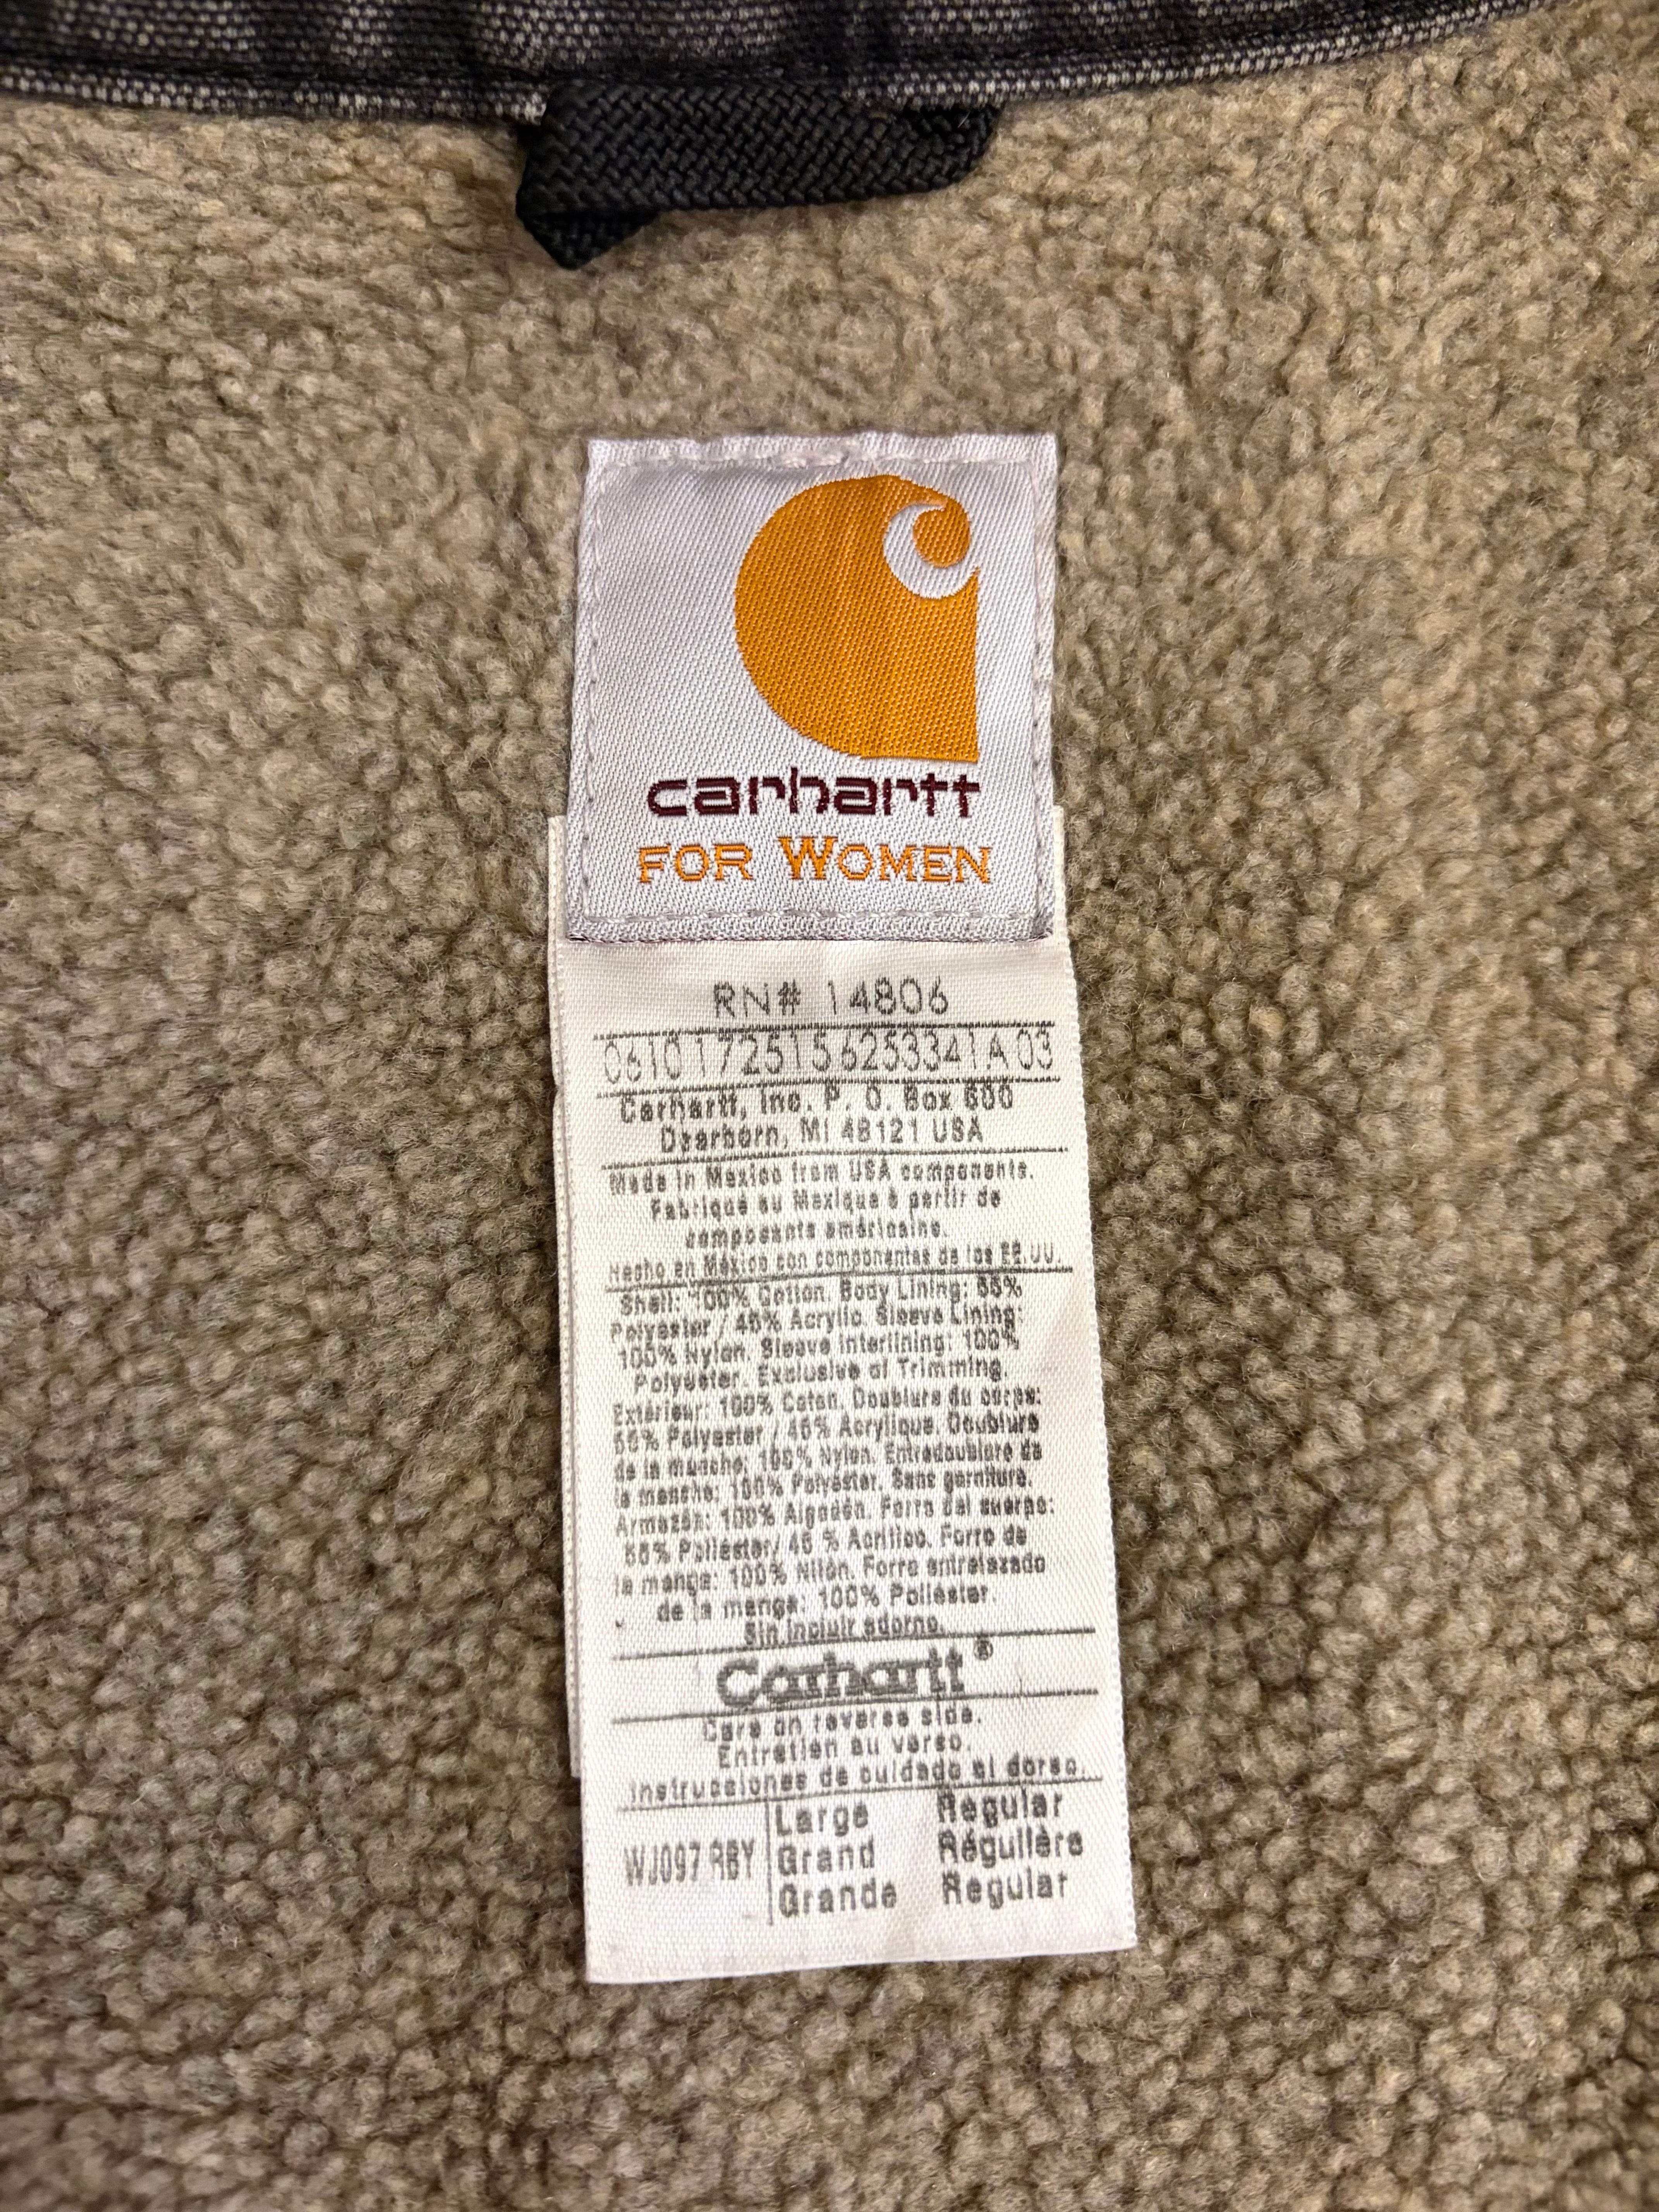 carhartt
FOR WOMEN
RN# 14806
06101725156253341A03
Carhartt, Inc. P. O. Box 600
Dearborn, MI 48121 USA
Made in Mexico from USA components.
Fabriqué au Mexique à partir de
composants américains.
Hecho en México con componentes de los EE.UU.
Shell: 100% Cotton. Body Lining: 55%
Polyester / 45% Acrylic. Sleeve Lining:
100% Nylon. Sleeve Interlining: 100%
Polyester. Exclusive of Trimming.
Extérieur: 100% Coton. Doublure du corps:
55% Polyester / 45% Acrylique. Doublure
de la manche: 100% Nylon. Entredoublure de
la manche: 100% Polyester. Sans garniture.
Armazón: 100% Algodón. Forro del cuerpo:
55% Poliéster/ 45 % Acrílico. Forro de
la manga: 100% Nilón. Forro entrelazado
de la manga: 100% Poliéster.
Sin incluir adorno.
Carhartt®
Care on reverse side.
Entretien au verso.
Instrucciones de cuidado al dorso.
WJ097 RBY
Large Regular
Grand Régulière
Grande Regular